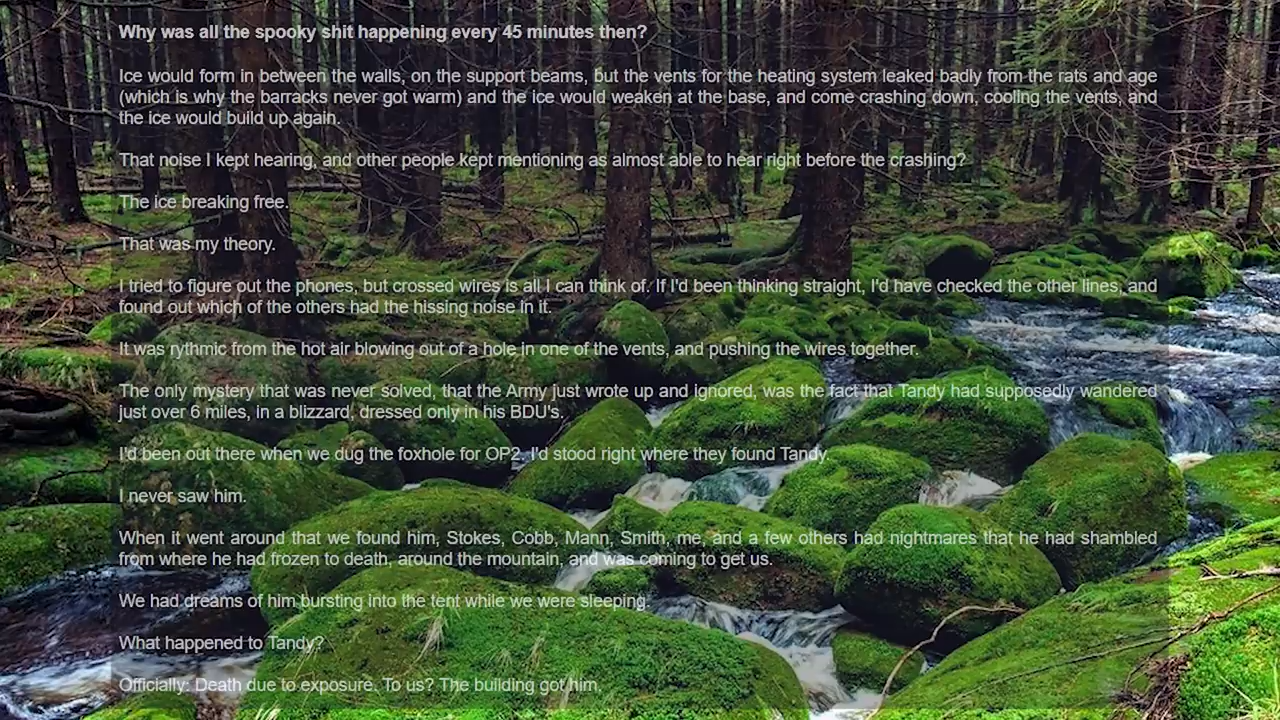 Why was all the spooky shit happening every 45 minutes then?
Ice would form in between the walls, on the support beams, but the vents for the heating system leaked badly from the rats and age
(which is why the barracks never got warm) and the ice would weaken at the base, and come crashing down, cooling the vents, and
the ice would build up again.
That noise I kept hearing, and other people kept mentioning as almost able to hear right before the crashing?
The ice breaking free.
That was my theory.
I tried to figure out the phones, but crossed wires is all I can think of. If I'd been thinking straight, I'd have checked the other lines, and
found out which of the others had the hissing noise in it.
It was rythmic from the hot air blowing out of a hole in one of the vents, and pushing the wires together.
The only mystery that was never solved, that the Army just wrote up and ignored, was the fact that Tandy had supposedly wandered
just over 6 miles, in a blizzard, dressed only in his BDU's.
I'd been out there when we dug the foxhole for OP2. I'd stood right where they found Tandy.
I never saw him.
When it went around that we found him, Stokes, Cobb, Mann, Smith, me, and a few others had nightmares that he had shambled
from where he had frozen to death, around the mountain, and was coming to get us.
We had dreams of him bursting into the tent while we were sleeping.
What happened to Tandy?
Officially: Death due to exposure. To us? The building got him,